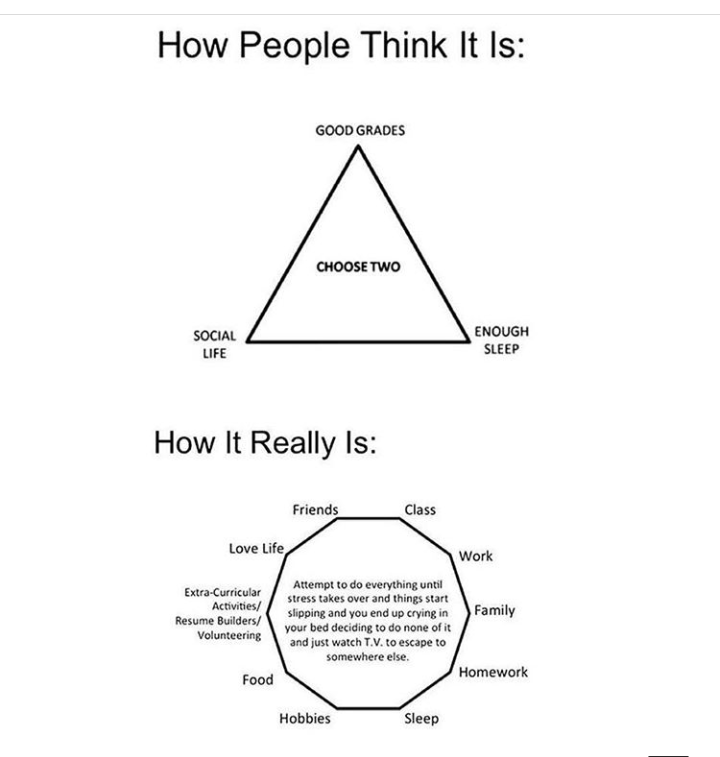 How People Think It Is:
GOOD GRADES
CHOOSE TWO
SOCIAL
LIFE
ENOUGH
SLEEP
How It Really Is:
Friends
Class
Love Life
Work
Extra-Curricular
Activities/
Resume Builders/
Volunteering
Attempt to do everything until
stress takes over and things start
slipping and you end up crying in
your bed deciding to do none of it
and just watch T.V. to escape to
somewhere else.
Family
Food
Homework
Hobbies
Sleep